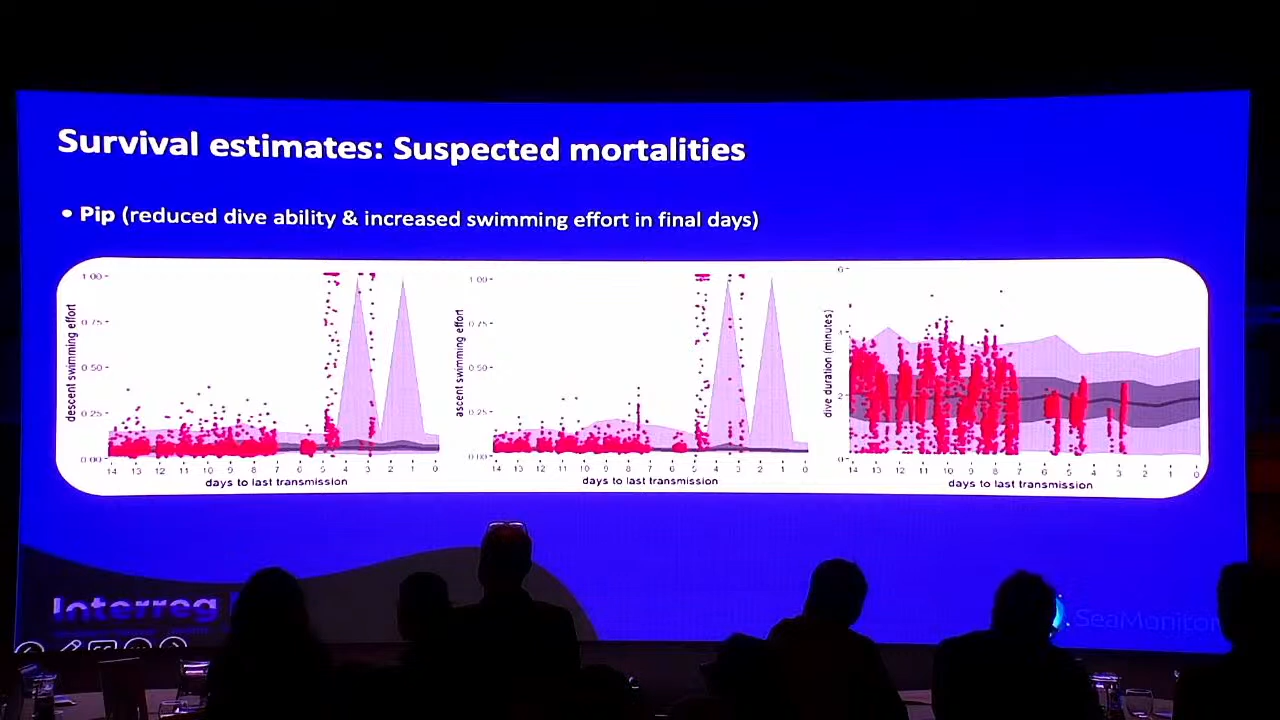 Survival estimates: Suspected mortalities
• Pip (reduced dive ability & increased swimming effort in final days)
descent swimming effort
1.00
0.75
0.50
0.25
0.00
14 13 12 11 10 9 8 7 6 5 4 3 2 1 0
days to last transmission
ascent swimming effort
1.00
0.75
0.50
0.25
0.00
14 13 12 11 10 9 8 7 6 5 4 3 2 1 0
days to last transmission
dive duration (minutes)
6
4
2
0
14 13 12 11 10 9 8 7 6 5 4 3 2 1 0
days to last transmission
Interreg
SeaMonitor